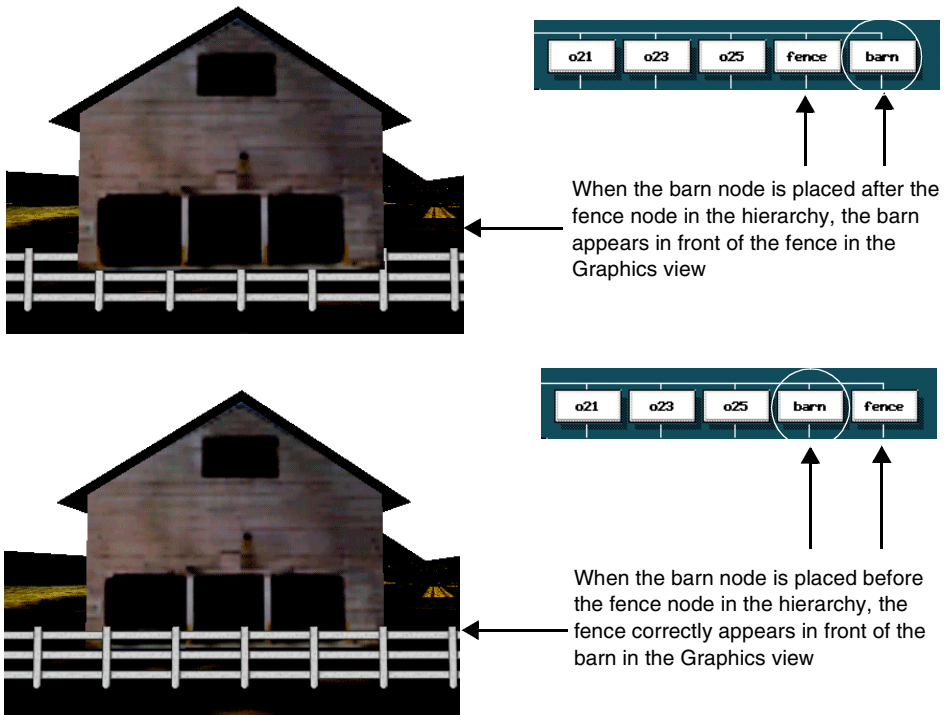 o21 o23 o25 fence barn
When the barn node is placed after the
fence node in the hierarchy, the barn
appears in front of the fence in the
Graphics view
o21 o23 o25 barn fence
When the barn node is placed before
the fence node in the hierarchy, the
fence correctly appears in front of the
barn in the Graphics view